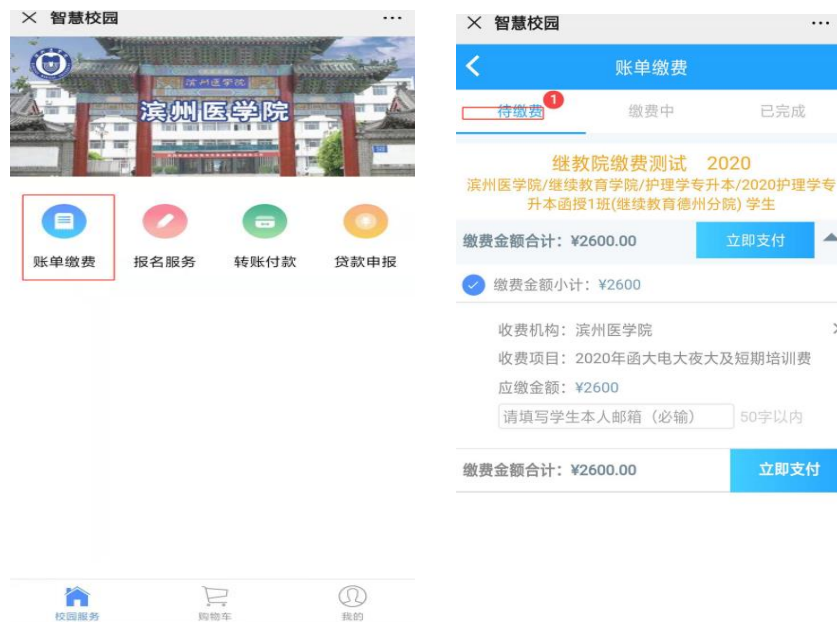 智慧校园
滨州医学院
滨州医学院
账单缴费
报名服务
转账付款
贷款申报
校园服务
购物车
我的
智慧校园
账单缴费
待缴费
1
缴费中
已完成
继教院缴费测试 2020
滨州医学院/继续教育学院/护理学专升本/2020护理学专
升本函授1班(继续教育德州分院) 学生
缴费金额合计：¥2600.00
立即支付
缴费金额小计：¥2600
收费机构：滨州医学院
收费项目：2020年函大电大夜大及短期培训费
应缴金额：¥2600
请填写学生本人邮箱（必输）
50字以内
缴费金额合计：¥2600.00
立即支付